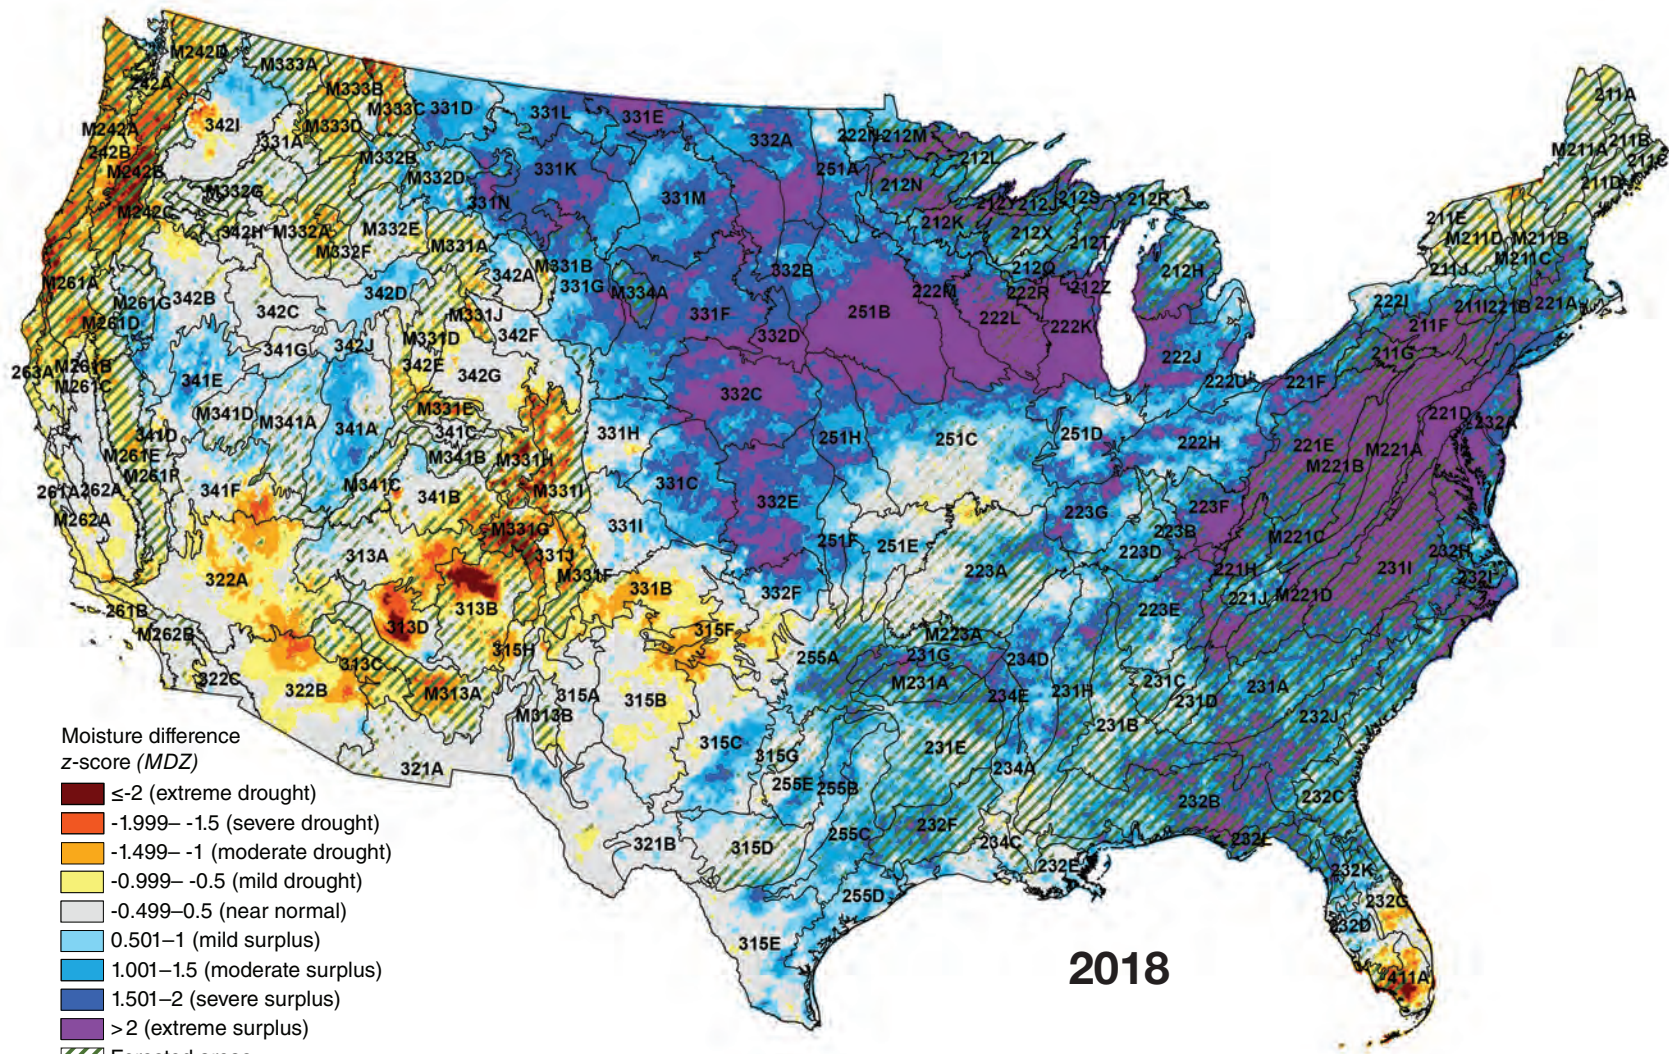 M242D
M333A
242A
M333B
M333C
331D
331L
331E
332A
222N
212M
211A
M242A
342I
M333D
331A
242B
M332B
M332D
331K
251A
212L
M211A
211B
211C
M242B
M332G
331N
331M
212N
212Y
212J
212S
212R
211D
M242C
342H
M332A
M332E
M332F
M331A
212K
212X
212T
211E
M211D
M211B
M211C
M261A
342A
M331B
331G
M334A
332B
212Q
212H
211J
M261G
342B
342D
342C
222M
222R
212Z
222I
211I
221B
221A
M261D
M331J
342F
331F
332D
251B
222L
222K
211F
211G
341G
342J
M331D
342E
342G
222J
222U
221F
263A
M261B
M261C
341E
332C
M341D
M341A
341A
M331E
341C
331H
251H
251C
251D
222H
221D
232A
341D
M261E
M261F
M341B
M331H
221E
M221B
M221A
261A
262A
341F
M341C
341B
M331I
331C
332E
223G
223F
M262A
M331G
331I
251F
251E
223B
223D
M221C
232H
313A
331J
M331F
322A
313B
331B
332F
223A
221H
221J
M221D
231I
232I
261B
M262B
313D
315F
M223A
223E
315H
255A
231G
234D
322C
322B
313C
M313A
315A
315B
M231A
234E
231H
231C
231D
231A
M313B
231B
232J
315C
315G
231E
234A
321A
255E
255B
232B
232C
321B
315D
255C
232F
234C
232E
232E
255D
232K
315E
232G
232D
411A
2018
Moisture difference
z-score (MDZ)
≤-2 (extreme drought)
-1.999– -1.5 (severe drought)
-1.499– -1 (moderate drought)
-0.999– -0.5 (mild drought)
-0.499–0.5 (near normal)
0.501–1 (mild surplus)
1.001–1.5 (moderate surplus)
1.501–2 (severe surplus)
>2 (extreme surplus)
Forested areas